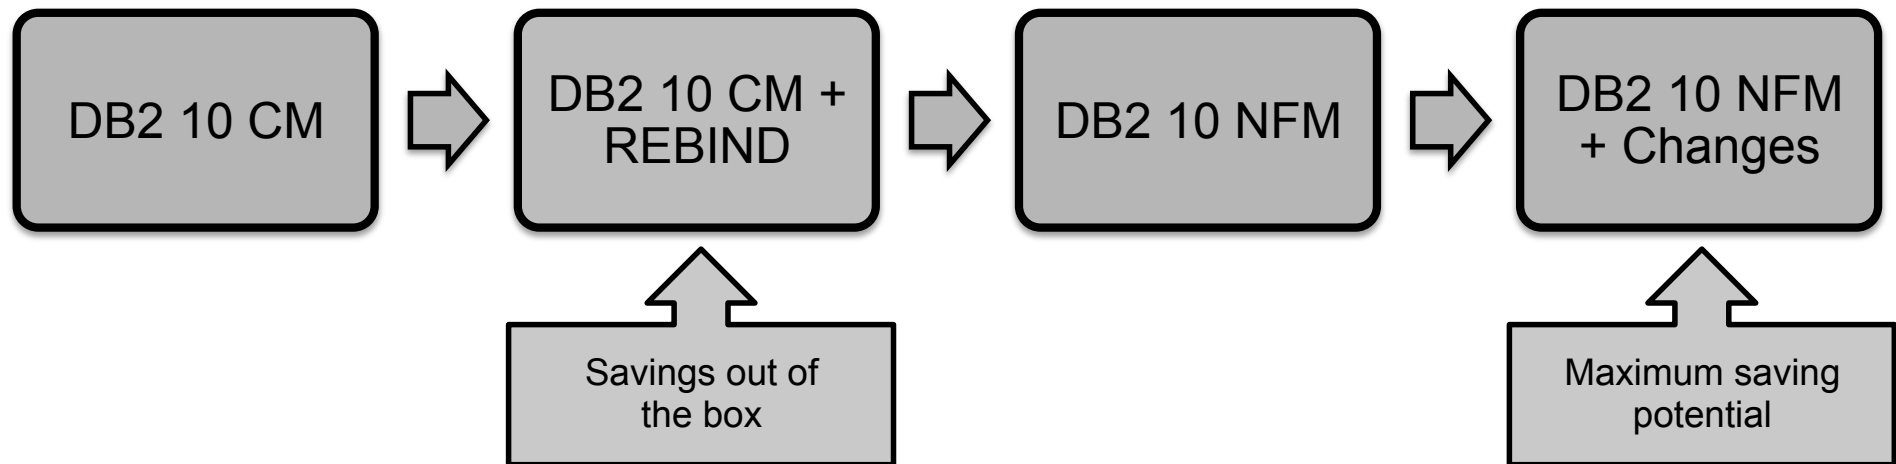 DB2 10 CM
DB2 10 CM +
REBIND
DB2 10 NFM
DB2 10 NFM
+ Changes
Savings out of
the box
Maximum saving
potential